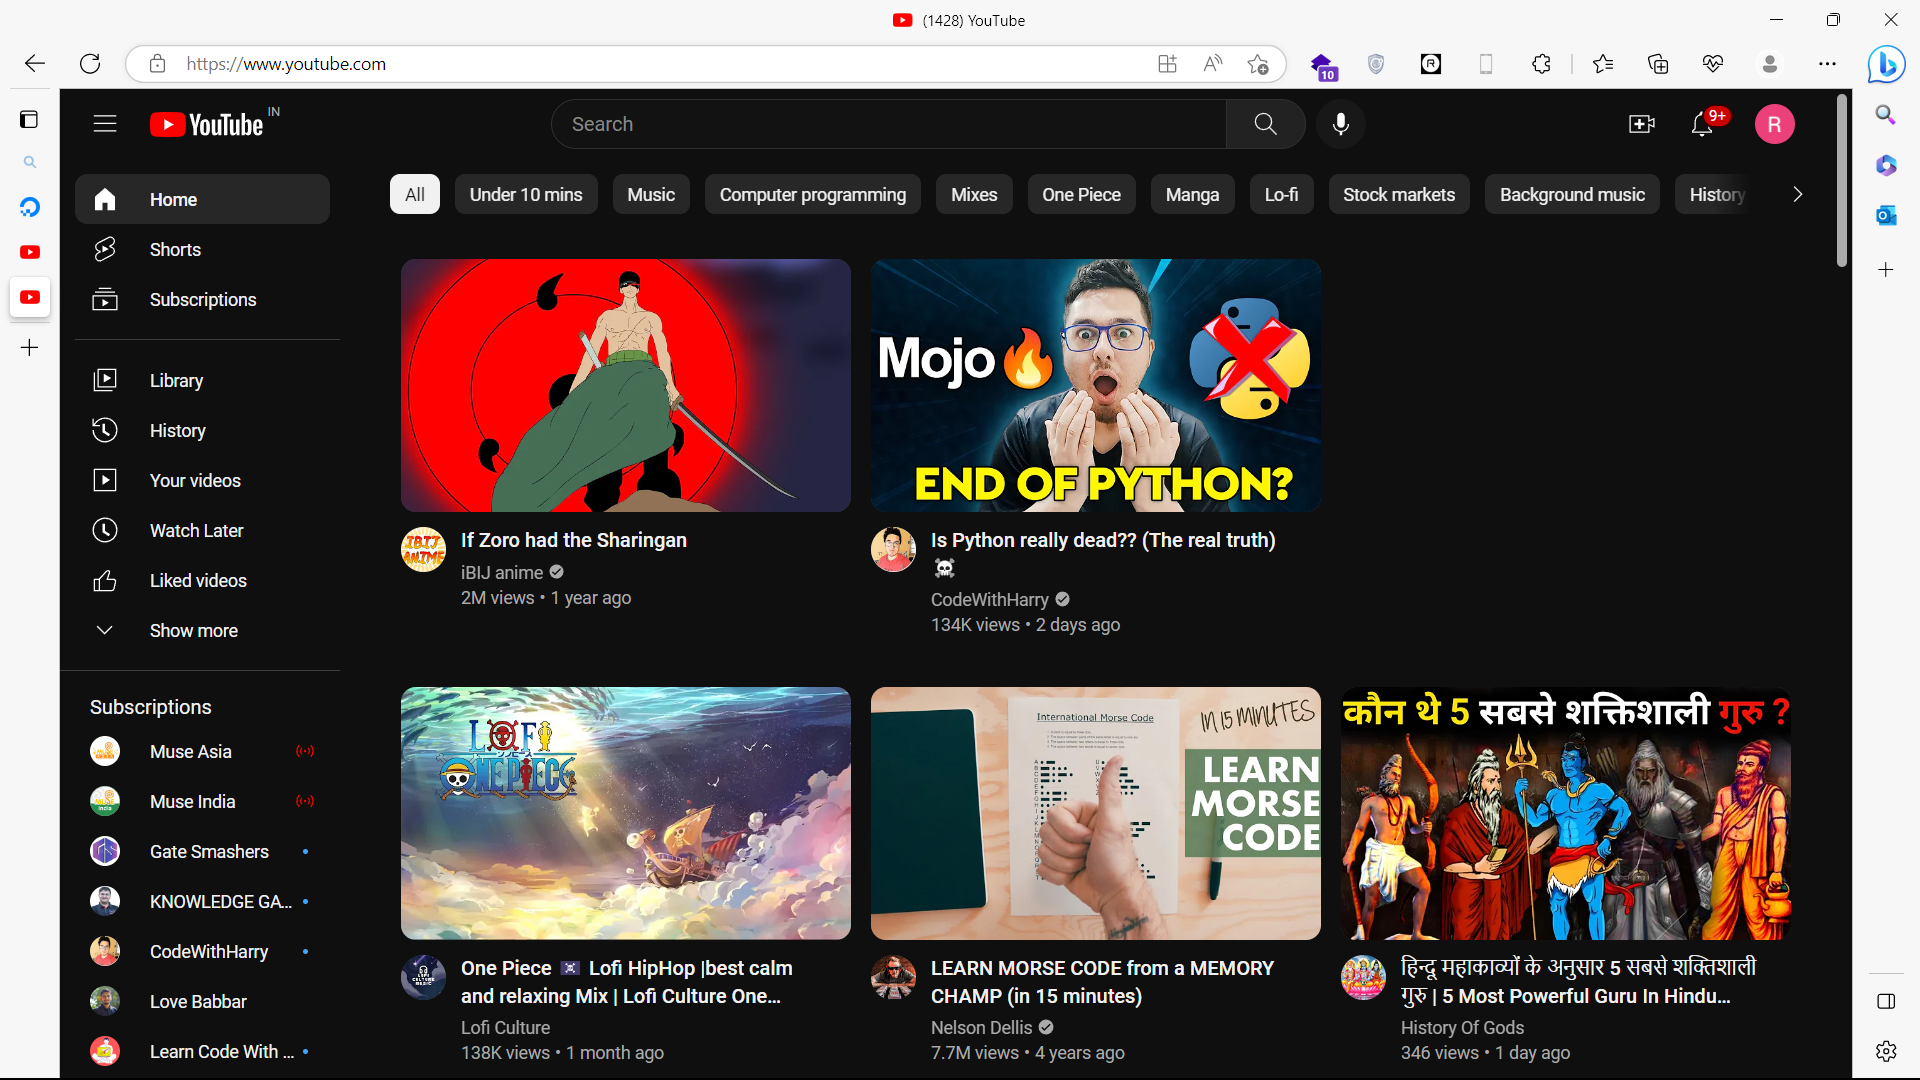 (1428) YouTube
https://www.youtube.com
10
YouTube IN
Search
9+
R
Home
Shorts
Subscriptions
Library
History
Your videos
Watch Later
Liked videos
Show more
Subscriptions
Muse Asia
Muse India
Gate Smashers
KNOWLEDGE GA...
CodeWithHarry
Love Babbar
Learn Code With ...
All
Under 10 mins
Music
Computer programming
Mixes
One Piece
Manga
Lo-fi
Stock markets
Background music
History
IBIJ
ANIME
If Zoro had the Sharingan
iBIJ anime
2M views • 1 year ago
Mojo
END OF PYTHON?
Is Python really dead?? (The real truth)
☠️
CodeWithHarry
134K views • 2 days ago
LOFI
ONE PIECE
One Piece 🏴‍☠️ Lofi HipHop |best calm
and relaxing Mix | Lofi Culture One...
Lofi Culture
138K views • 1 month ago
International Morse Code
IN 15 MINUTES
LEARN
MORSE
CODE
LEARN MORSE CODE from a MEMORY
CHAMP (in 15 minutes)
Nelson Dellis
7.7M views • 4 years ago
कौन थे 5 सबसे शक्तिशाली गुरु ?
हिन्दू महाकाव्यों के अनुसार 5 सबसे शक्तिशाली
गुरु | 5 Most Powerful Guru In Hindu...
History Of Gods
346 views • 1 day ago